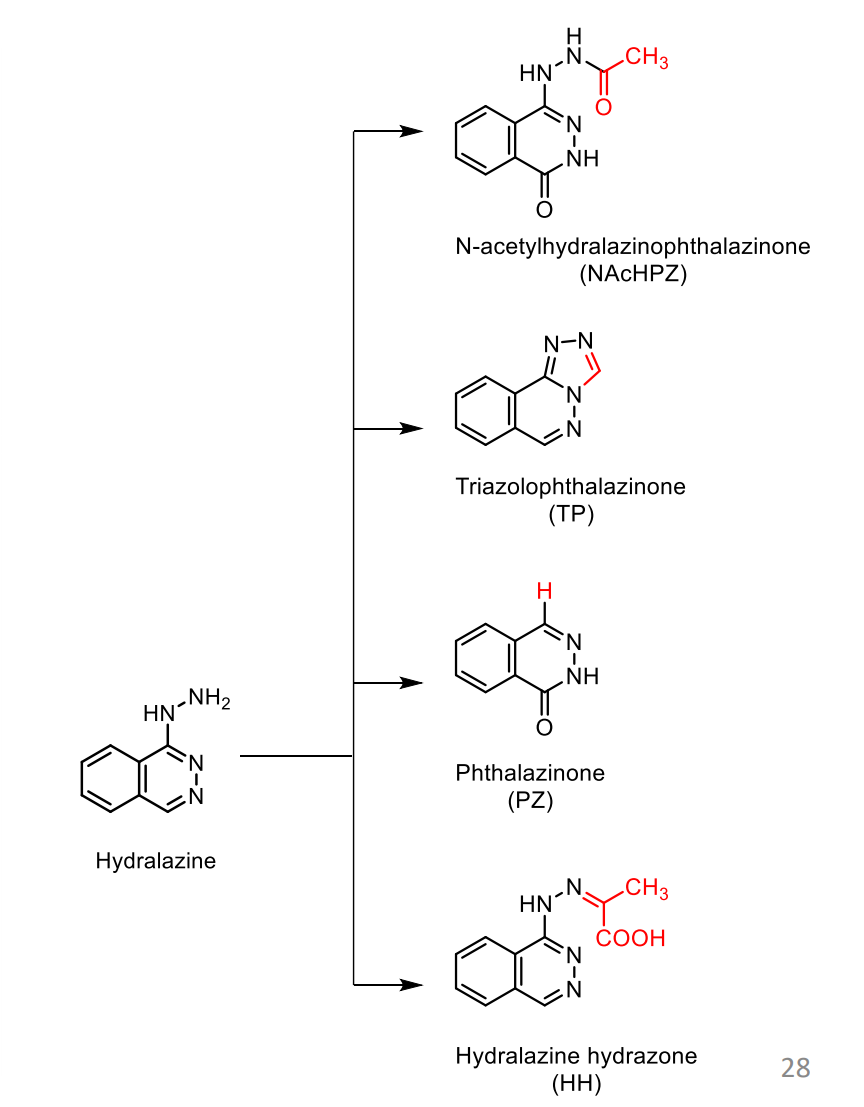 H
N
HN
CH3
O
N
NH
O
N-acetylhydralazinophthalazinone
(NAcHPZ)
N N
N
N
Triazolophthalazinone
(TP)
H
N
NH
O
Phthalazinone
(PZ)
NH2
HN
N
N
Hydralazine
N CH3
HN
COOH
N
N
Hydralazine hydrazone
(HH)
28